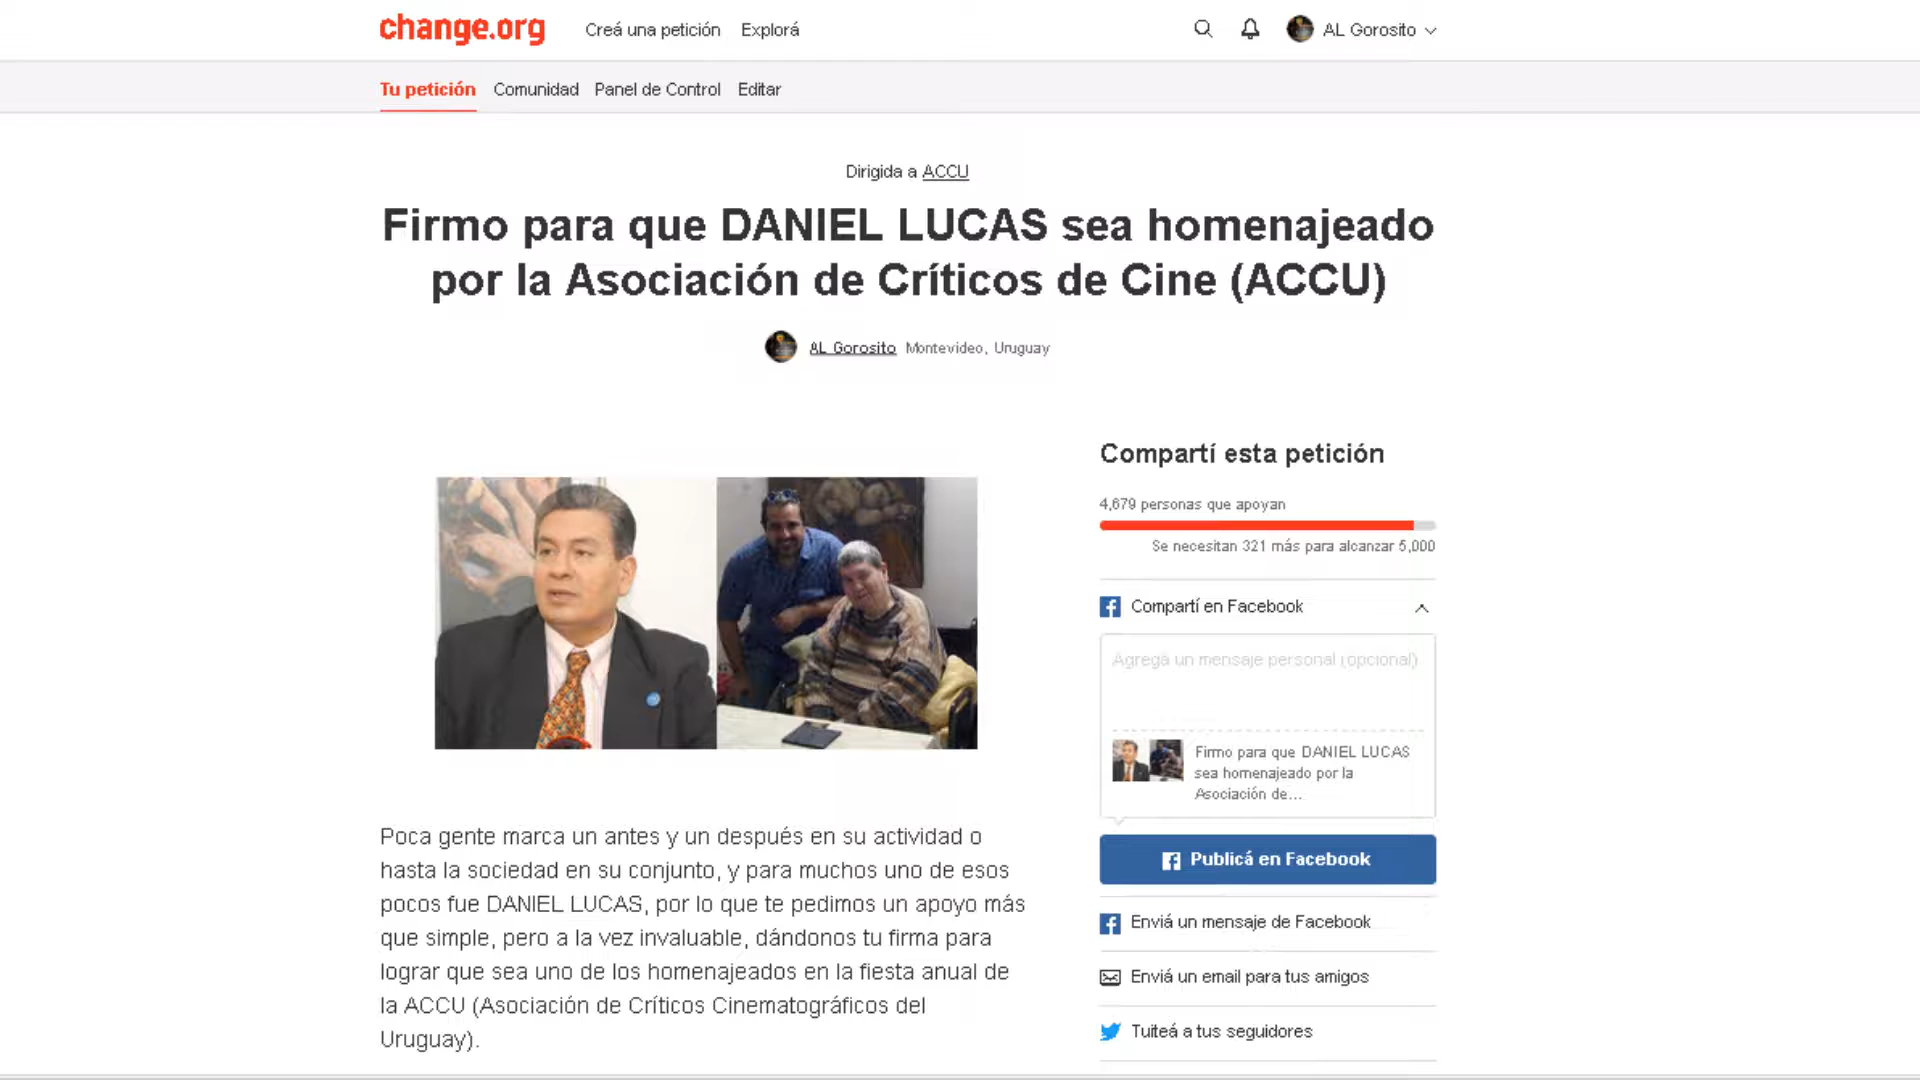 change.org Creá una petición Explorá AL Gorosito
Tu petición Comunidad Panel de Control Editar
Dirigida a ACCU
Firmo para que DANIEL LUCAS sea homenajeado
por la Asociación de Críticos de Cine (ACCU)
AL Gorosito Montevideo, Uruguay
Poca gente marca un antes y un después en su actividad o
hasta la sociedad en su conjunto, y para muchos uno de esos
pocos fue DANIEL LUCAS, por lo que te pedimos un apoyo más
que simple, pero a la vez invaluable, dándonos tu firma para
lograr que sea uno de los homenajeados en la fiesta anual de
la ACCU (Asociación de Críticos Cinematográficos del
Uruguay).
Compartí esta petición
4,679 personas que apoyan
Se necesitan 321 más para alcanzar 5,000
Compartí en Facebook
Agregá un mensaje personal (opcional)
Firmo para que DANIEL LUCAS
sea homenajeado por la
Asociación de...
Publicá en Facebook
Enviá un mensaje de Facebook
Enviá un email para tus amigos
Tuiteá a tus seguidores